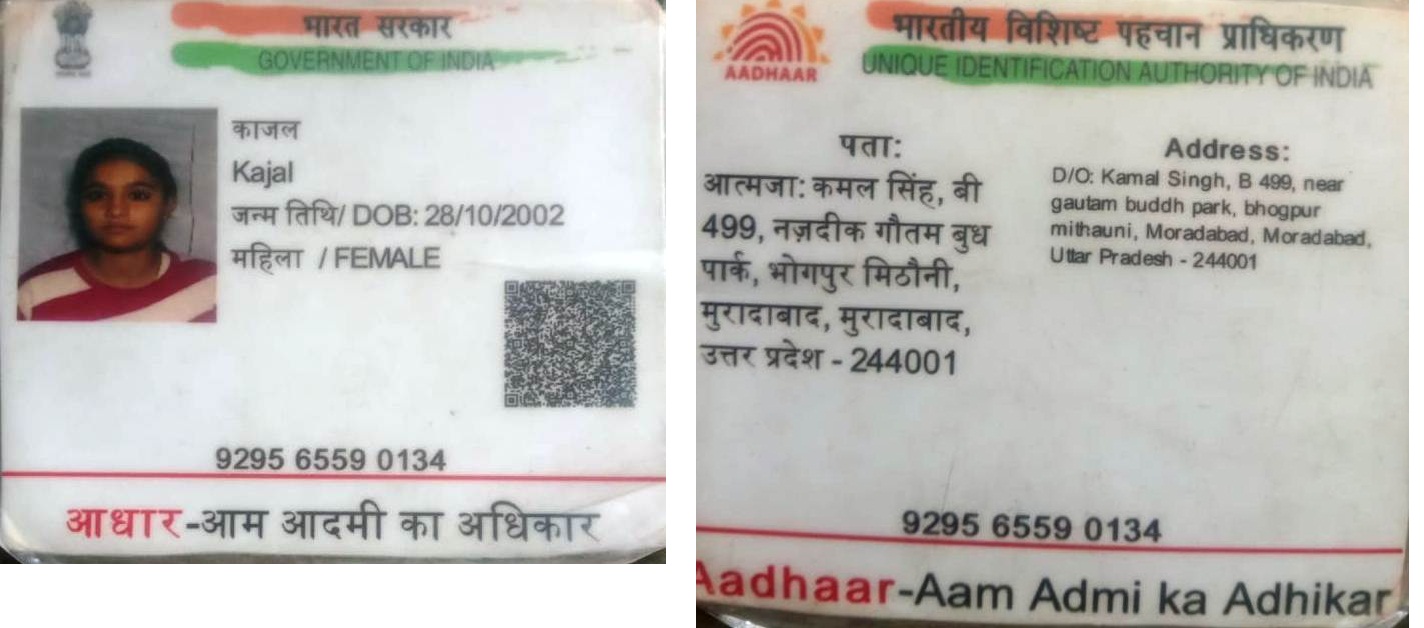 भारत सरकार
GOVERNMENT OF INDIA
काजल
Kajal
जन्म तिथि/ DOB: 28/10/2002
महिला / FEMALE
9295 6559 0134
आधार-आम आदमी का अधिकार
AADHAAR
भारतीय विशिष्ट पहचान प्राधिकरण
UNIQUE IDENTIFICATION AUTHORITY OF INDIA
पता:
आत्मजा: कमल सिंह, बी
499, नज़दीक गौतम बुध
पार्क, भोगपुर मिठौनी,
मुरादाबाद, मुरादाबाद,
उत्तर प्रदेश - 244001
Address:
D/O: Kamal Singh, B 499, near
gautam buddh park, bhogpur
mithauni, Moradabad, Moradabad,
Uttar Pradesh - 244001
9295 6559 0134
Aadhaar-Aam Admi ka Adhikar